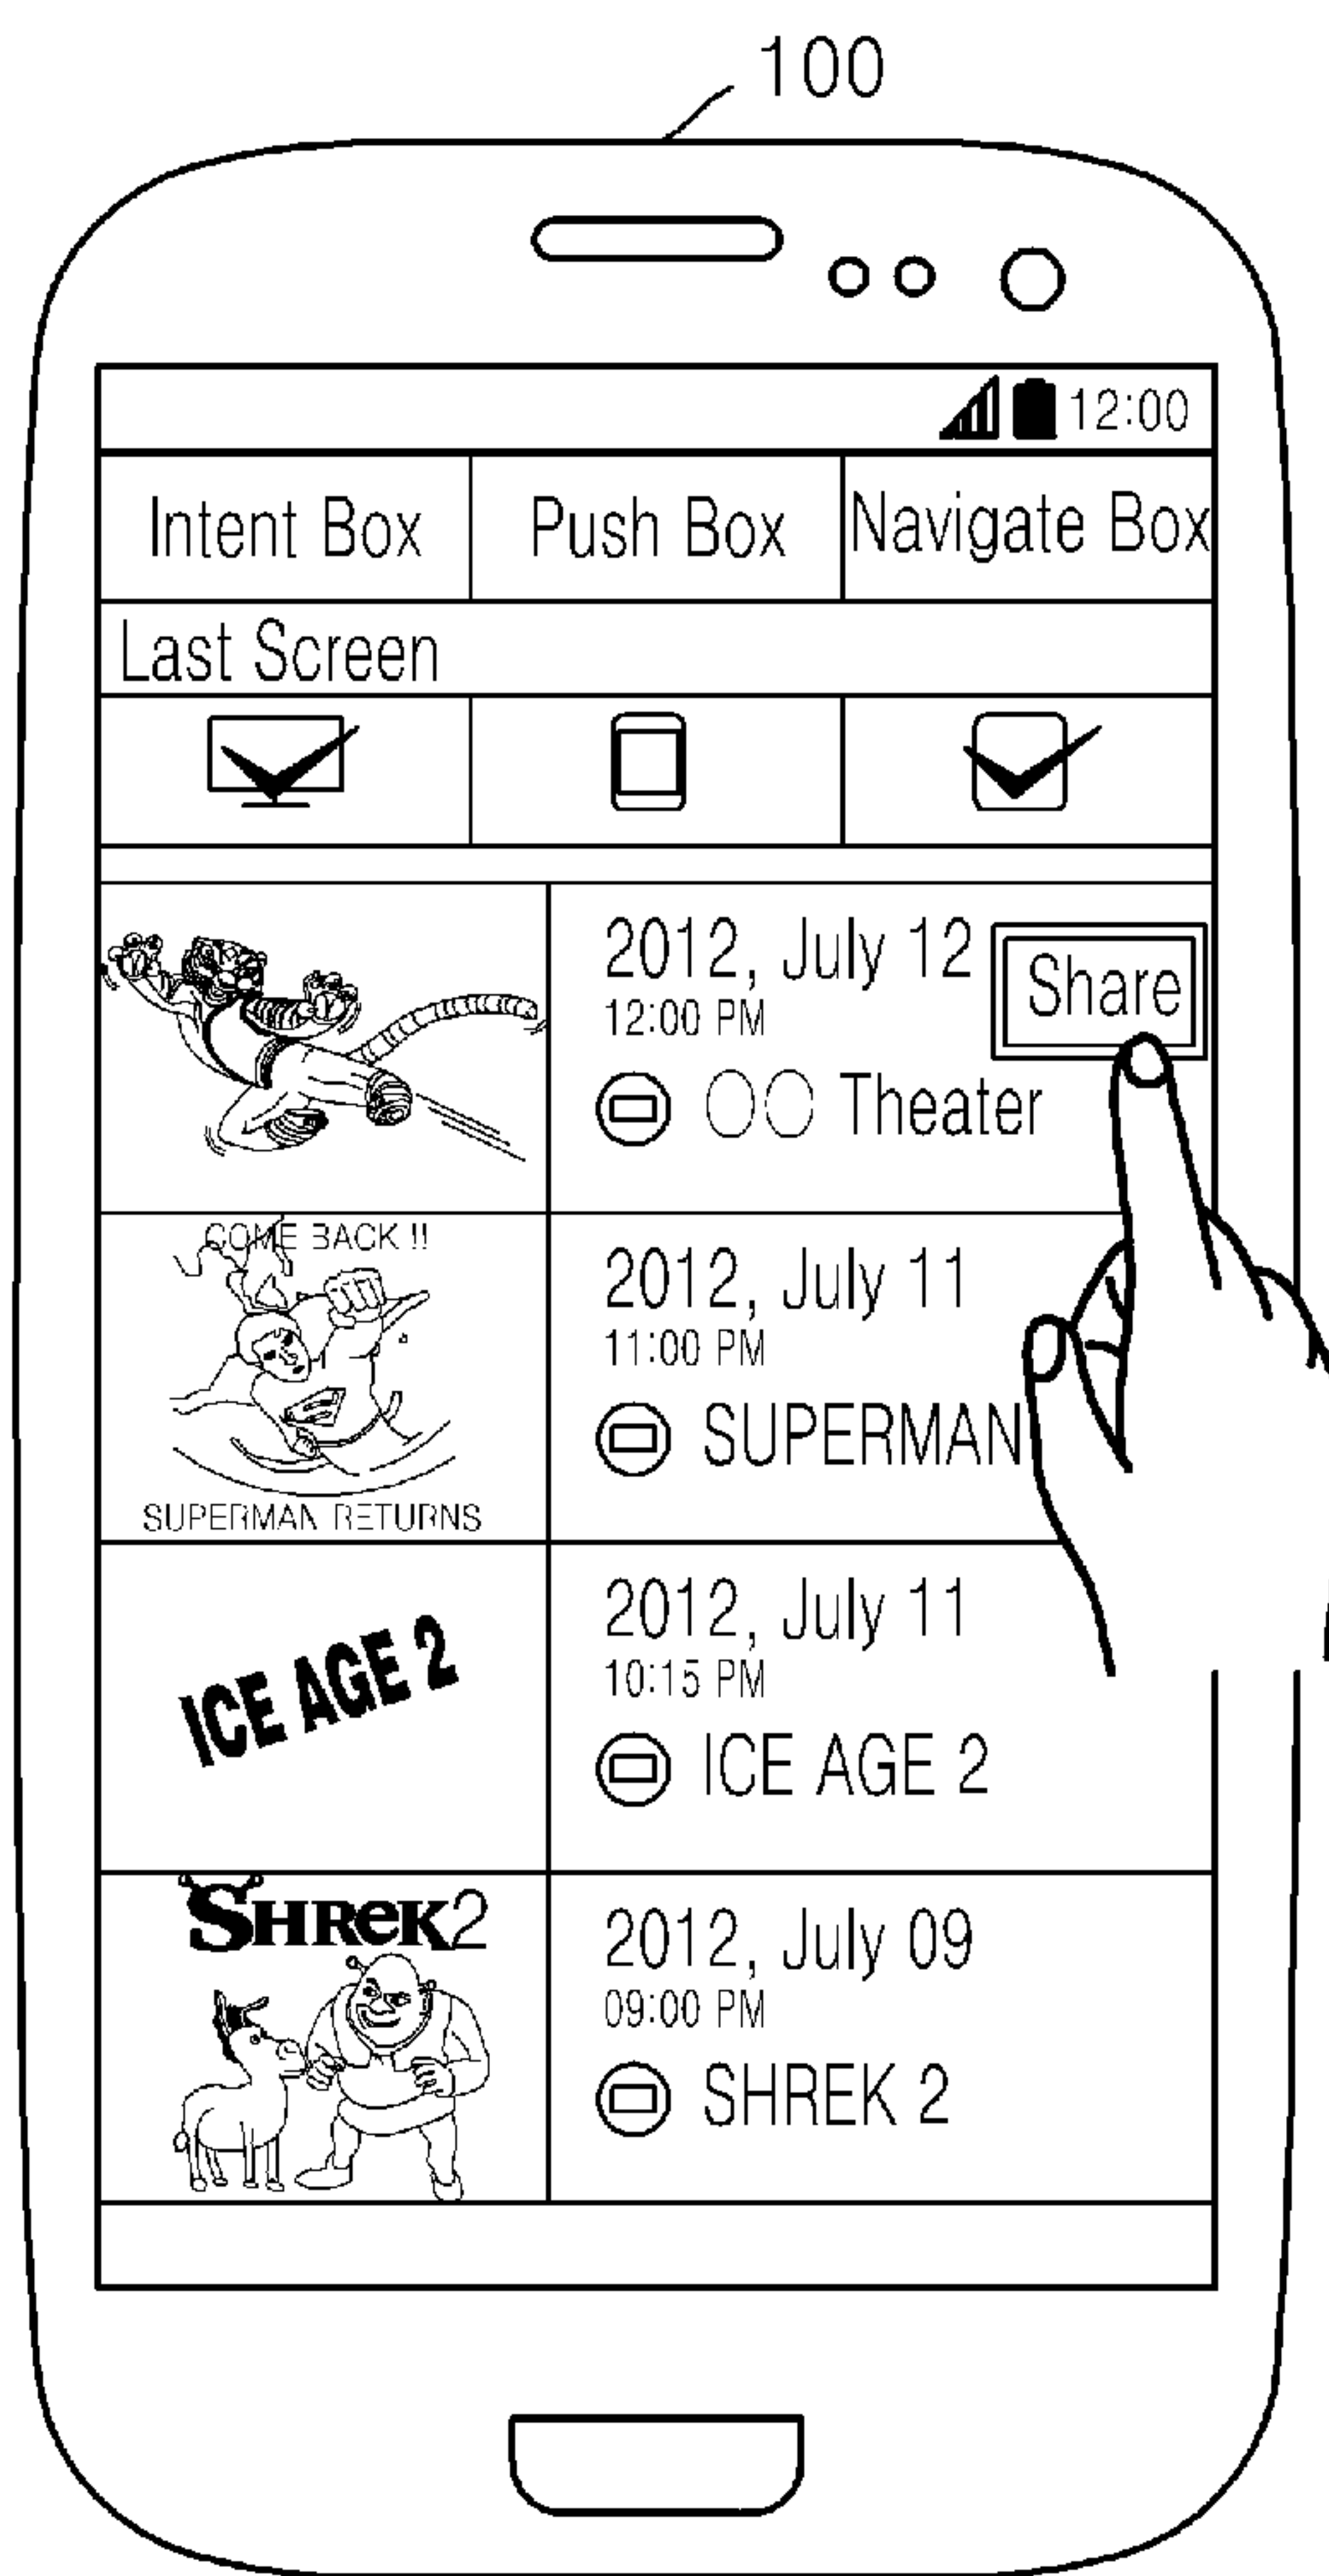 100
12:00
Intent Box Push Box Navigate Box
Last Screen
2012, July 12
Share
12:00 PM
○○ Theater
COME BACK !!
SUPERMAN RETURNS
2012, July 11
11:00 PM
SUPERMAN
ICE AGE 2
2012, July 11
10:15 PM
ICE AGE 2
SHReK2
2012, July 09
09:00 PM
SHREK 2